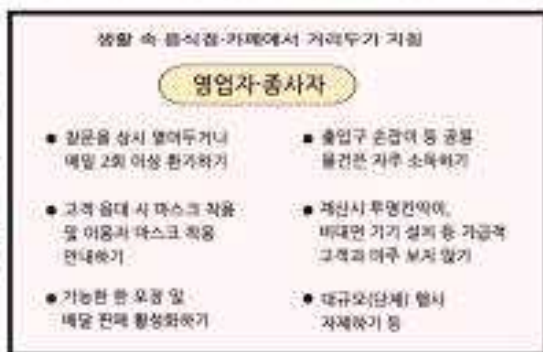 생활 속 음식점·카페에서 거리두기 지침
영업자·종사자
● 창문을 상시 열어두거나
매일 2회 이상 환기하기
● 고객 응대 시 마스크 착용
및 이용자 마스크 착용
안내하기
● 가능한 한 포장 및
배달 판매 활성화하기
● 출입구 손잡이 등 공용
물건은 자주 소독하기
● 계산시 투명칸막이,
비대면 기기 설치 등 가급적
고객과 마주 보지 않기
● 대규모(단체) 행사
자제하기 등